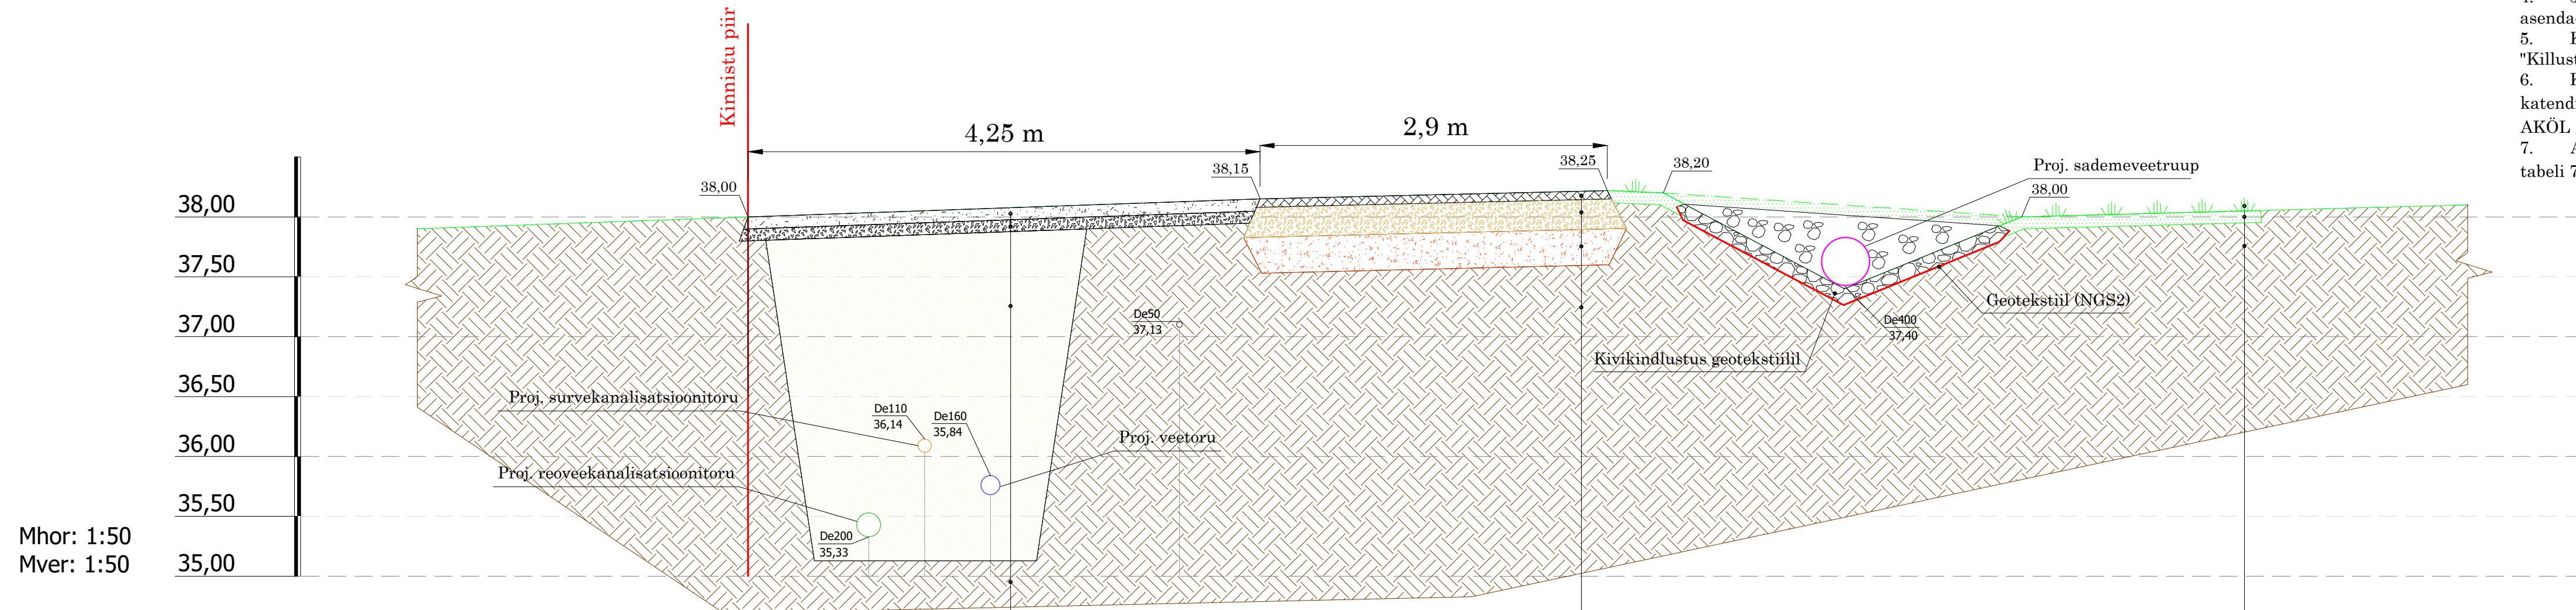 Kinnistu piir
4,25 m
2,9 m
38,00
38,15
38,25
38,20
Proj. sademeveetruup
38,00
asenda
5. K
"Killust
6. K
katendi
AKÖL
7. A
tabeli 7
38,00
37,50
37,00
36,50
36,00
35,50
35,00
Mhor: 1:50
Mver: 1:50
De50
37,13
Geotekstiil (NGS2)
De400
37,40
Kivikindlustus geotekstiilil
Proj. survekanalisatsioonitoru
De110
36,14
De160
35,84
Proj. veetoru
Proj. reoveekanalisatsioonitoru
De200
35,33